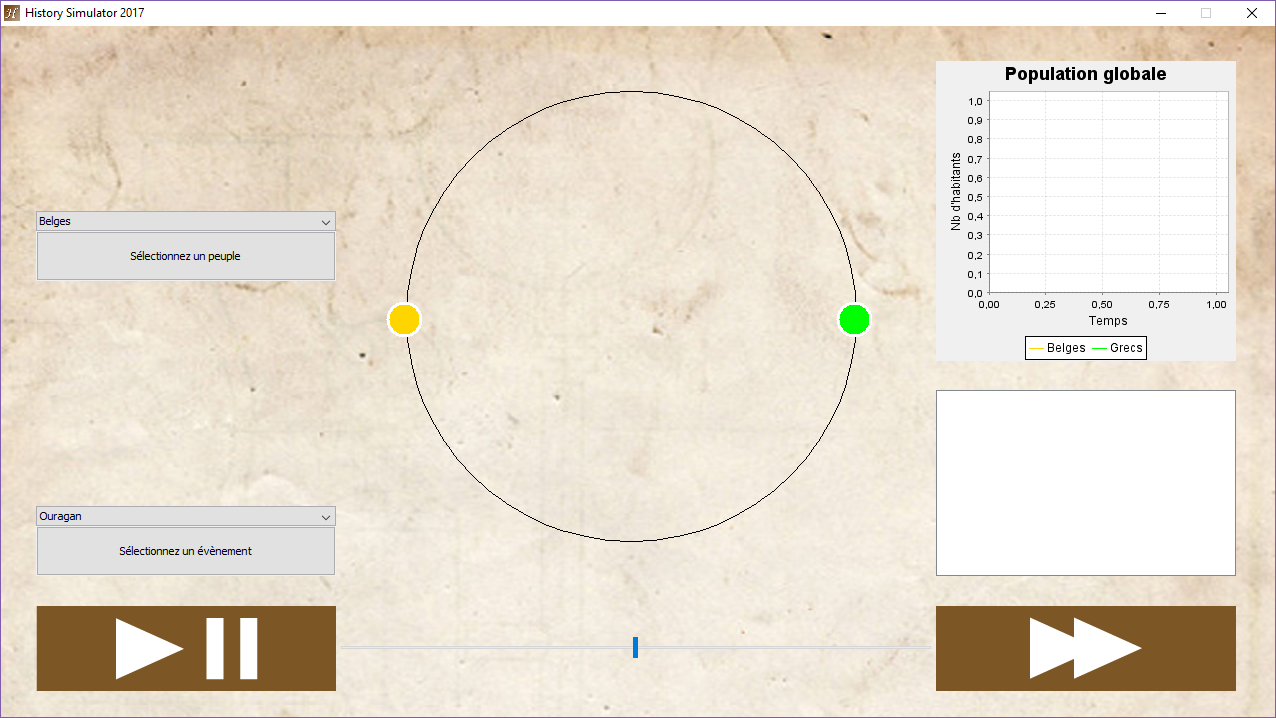 History Simulator 2017
Belges
Sélectionnez un peuple
Ouragan
Sélectionnez un évènement
Population globale
Nb d'habitants
1,0
0,9
0,8
0,7
0,6
0,5
0,4
0,3
0,2
0,1
0,0
0,00 0,25 0,50 0,75 1,00
Temps
Belges Grecs